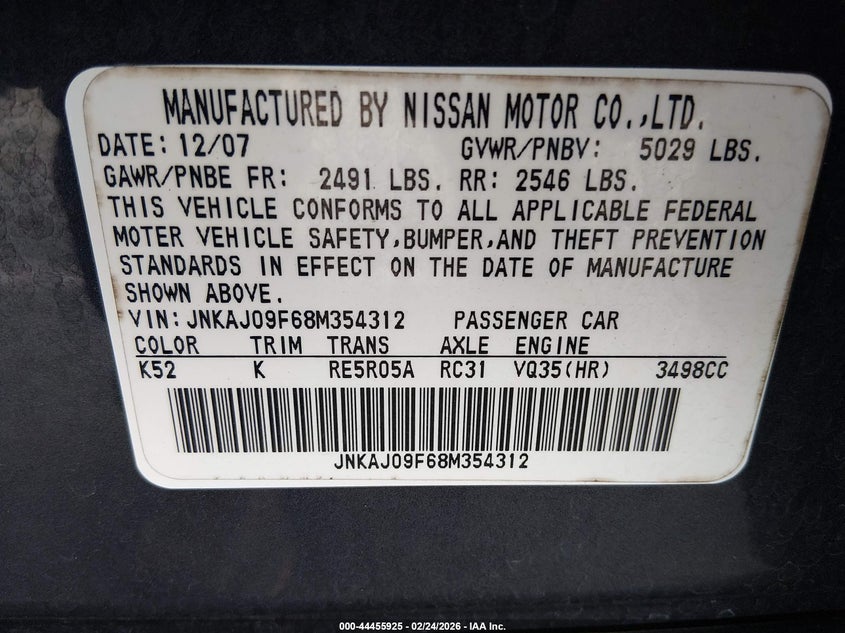 MANUFACTURED BY NISSAN MOTOR CO.,LTD.
DATE: 12/07 GVWR/PNBV: 5029 LBS.
GAWR/PNBE FR: 2491 LBS. RR: 2546 LBS.
THIS VEHICLE CONFORMS TO ALL APPLICABLE FEDERAL
MOTER VEHICLE SAFETY,BUMPER,AND THEFT PREVENTION
STANDARDS IN EFFECT ON THE DATE OF MANUFACTURE
SHOWN ABOVE.
VIN:JNKAJ09F68M354312 PASSENGER CAR
COLOR TRIM TRANS AXLE ENGINE
K52 K RE5R05A RC31 VQ35(HR) 3498CC
JNKAJ09F68M354312
000-44455925 - 02/24/2026 - IAA Inc.